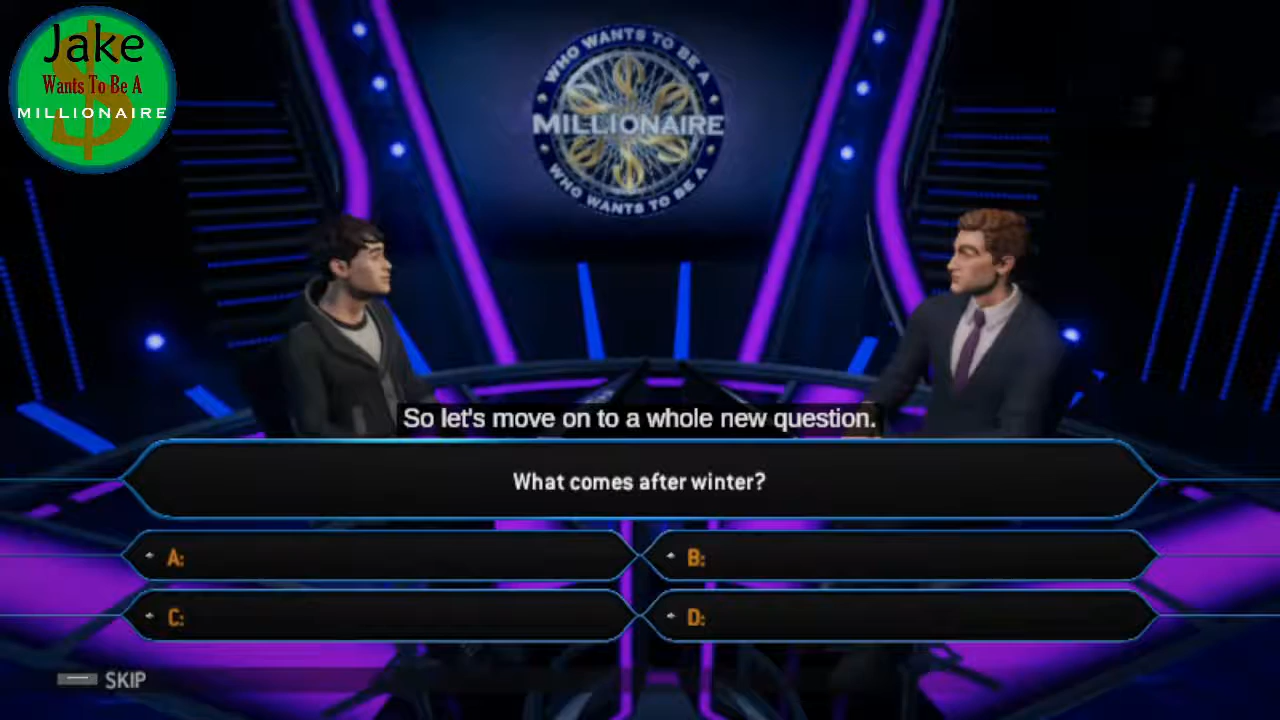 Jake
Wants To Be A
MILLIONAIRE
WHO WANTS TO BE A
MILLIONAIRE
WHO WANTS TO BE A
So let's move on to a whole new question.
What comes after winter?
A:
B:
C:
D:
SKIP